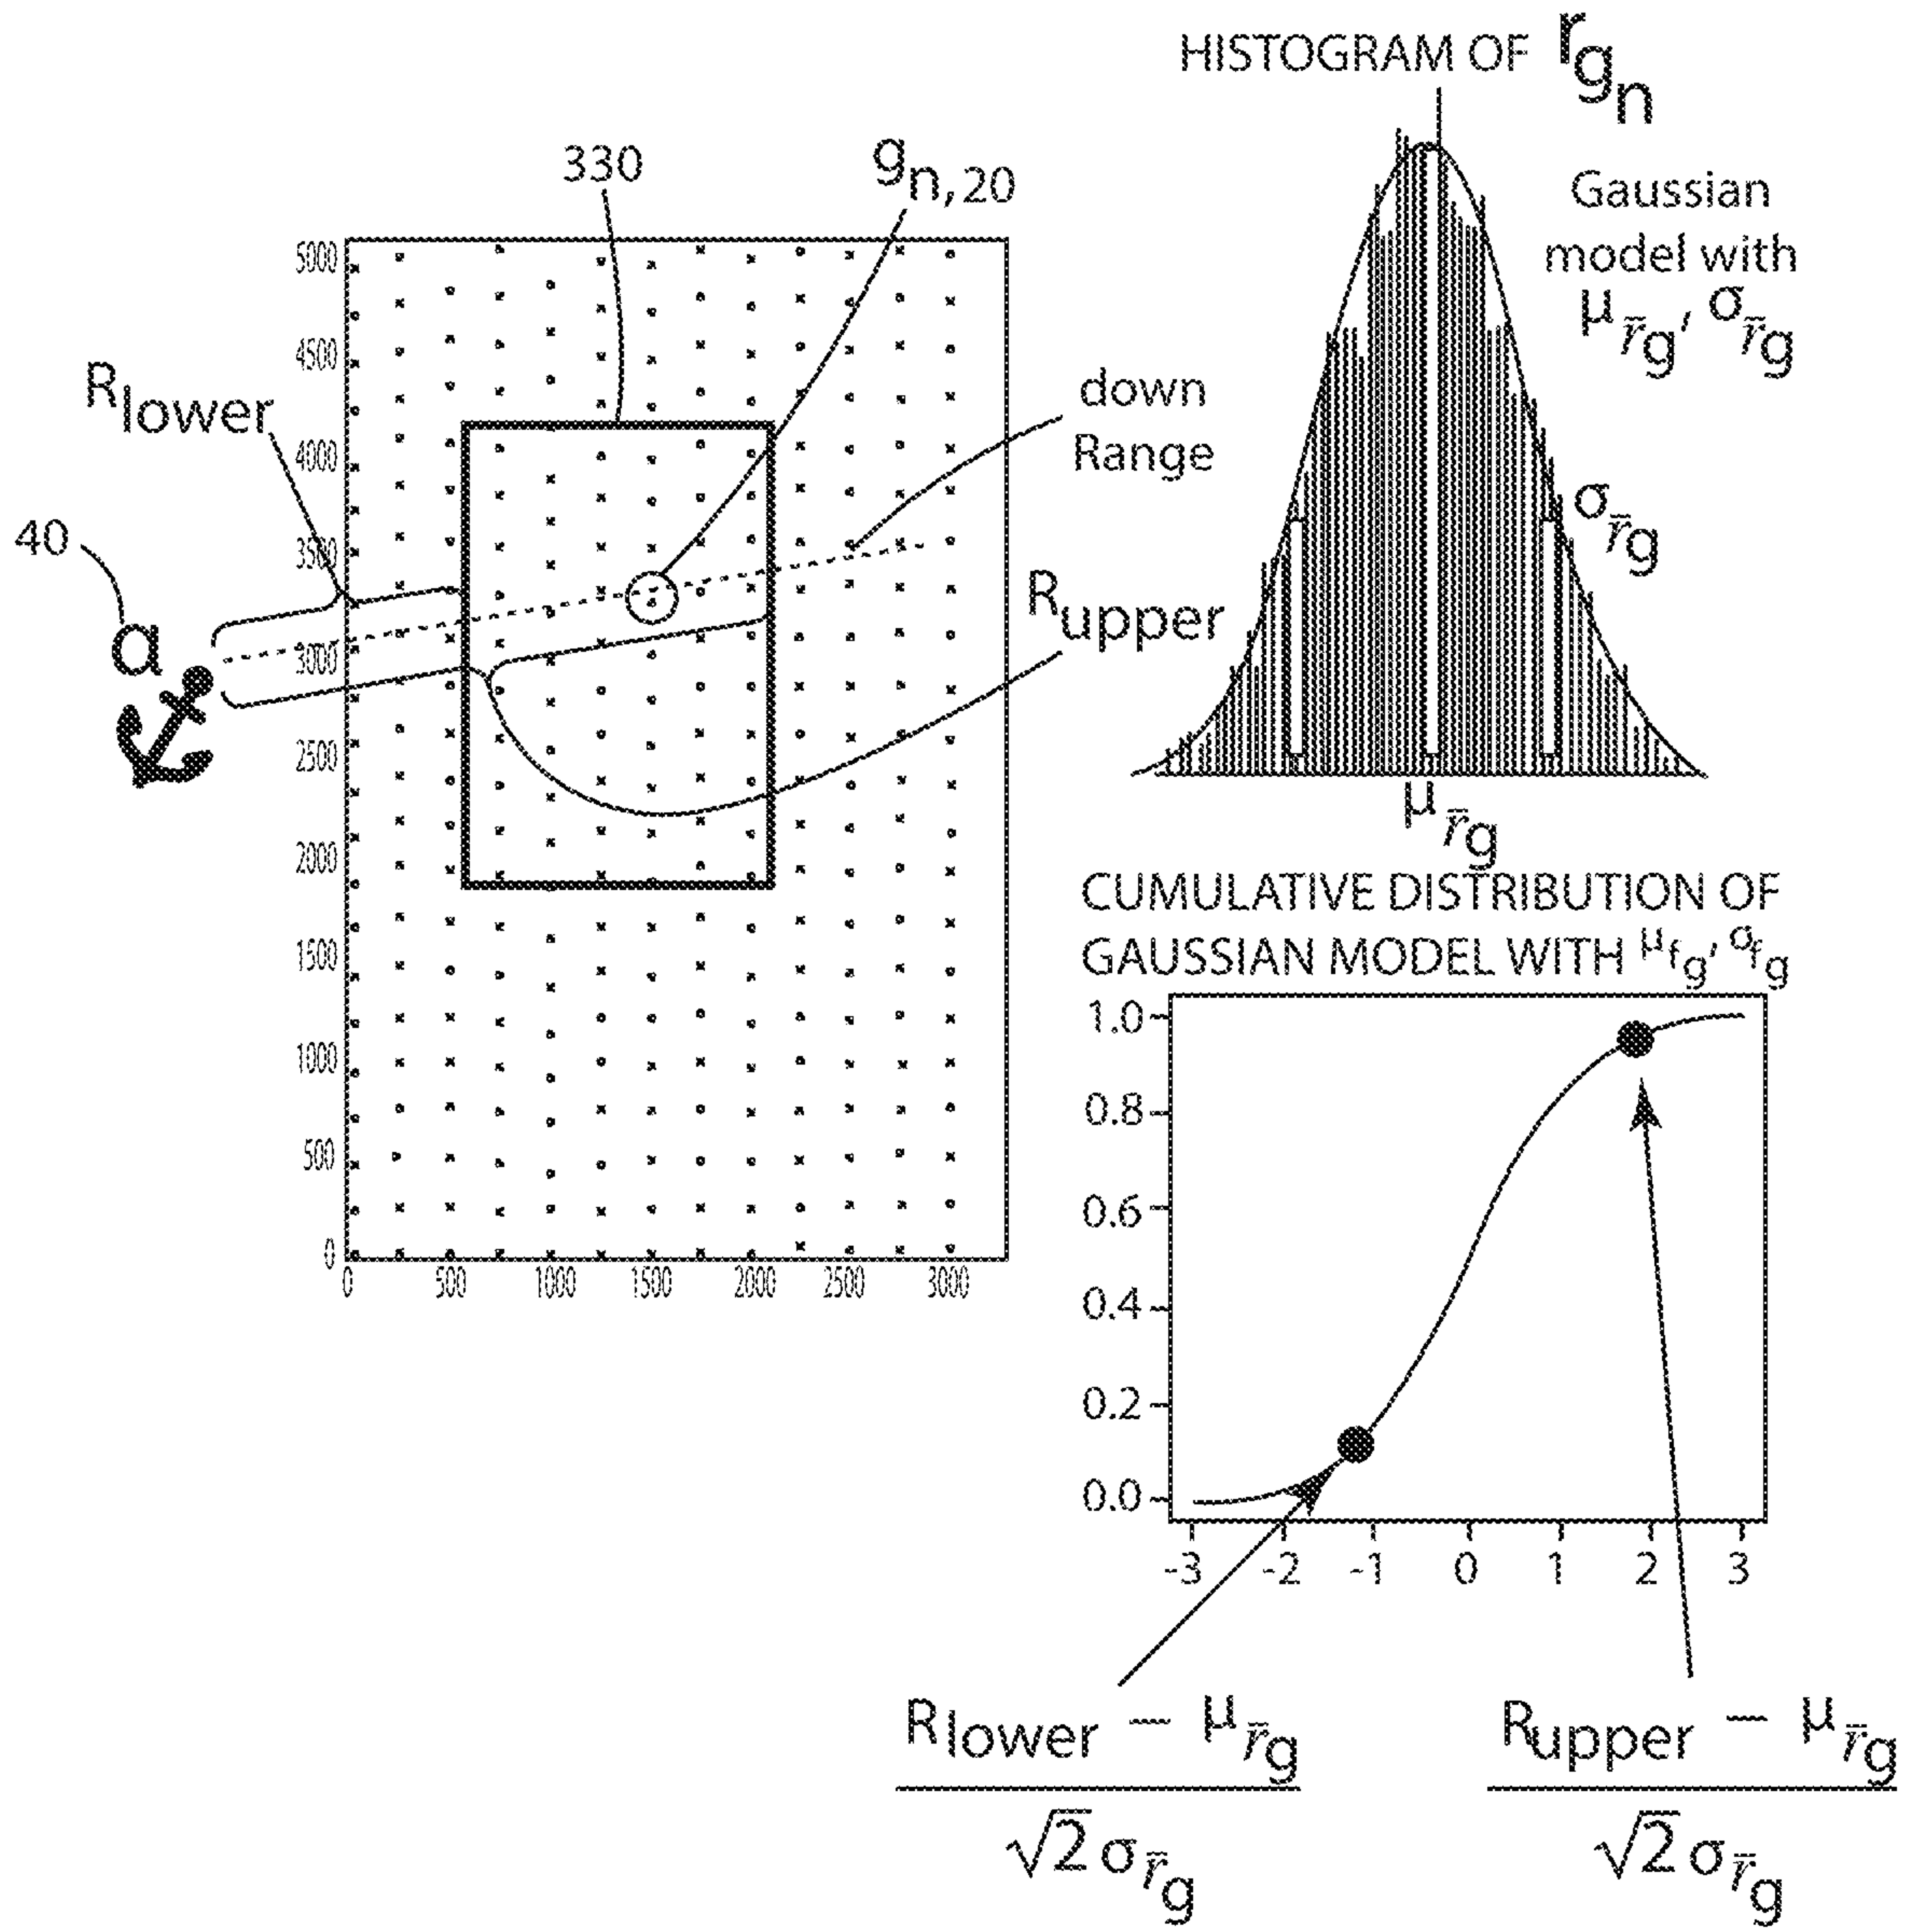 HISTOGRAM OF r_{g_n}
330
g_{n,20}
Gaussian
model with
μ_{r̄g}, σ_{r̄g}
R_{lower}
down
Range
40
a
R_{upper}
σ_{r̄g}
μ_{r̄g}
5000
4500
4000
3500
3000
2500
2000
1500
1000
500
0
0 500 1000 1500 2000 2500 3000
CUMULATIVE DISTRIBUTION OF
GAUSSIAN MODEL WITH μ_{f_g}, σ_{f_g}
1.0
0.8
0.6
0.4
0.2
0.0
-3 -2 -1 0 1 2 3
R_{lower} – μ_{r̄g}
√2 σ_{r̄g}
R_{upper} – μ_{r̄g}
√2 σ_{r̄g}